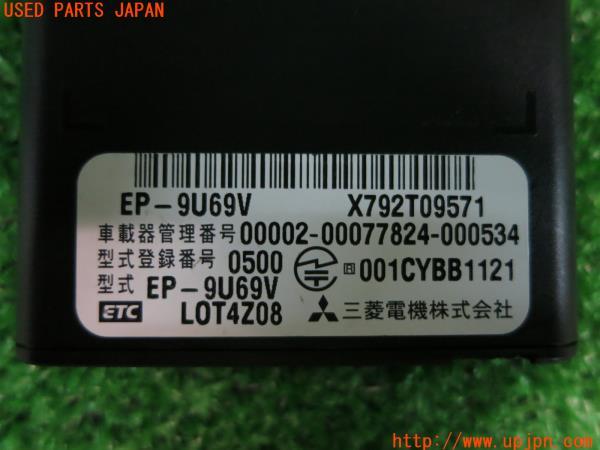 USED PARTS JAPAN
EP-9U69V X792T09571
車載器管理番号 00002-00077824-000534
型式登録番号 0500 R 001CYBB1121
型式 EP-9U69V
ETC LOT4Z08 三菱電機株式会社
http://www.upjpn.com